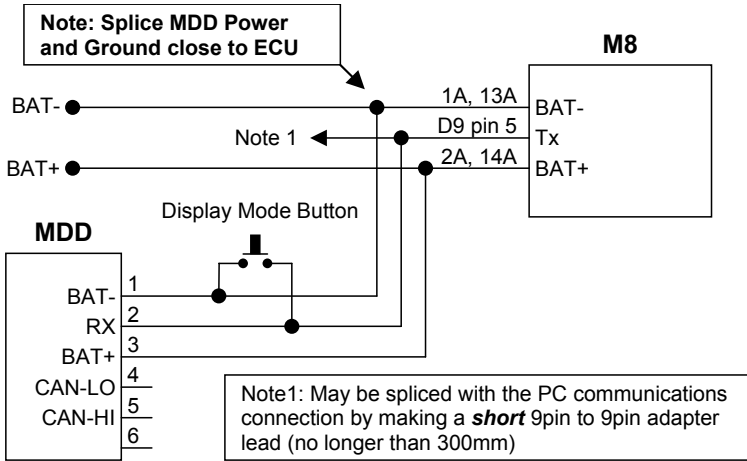 Note: Splice MDD Power
and Ground close to ECU
M8
BAT-
1A, 13A
BAT-
Note 1
D9 pin 5
Tx
BAT+
2A, 14A
BAT+
Display Mode Button
MDD
BAT-
1
RX
2
BAT+
3
CAN-LO
4
CAN-HI
5
6
Note1: May be spliced with the PC communications
connection by making a short 9pin to 9pin adapter
lead (no longer than 300mm)